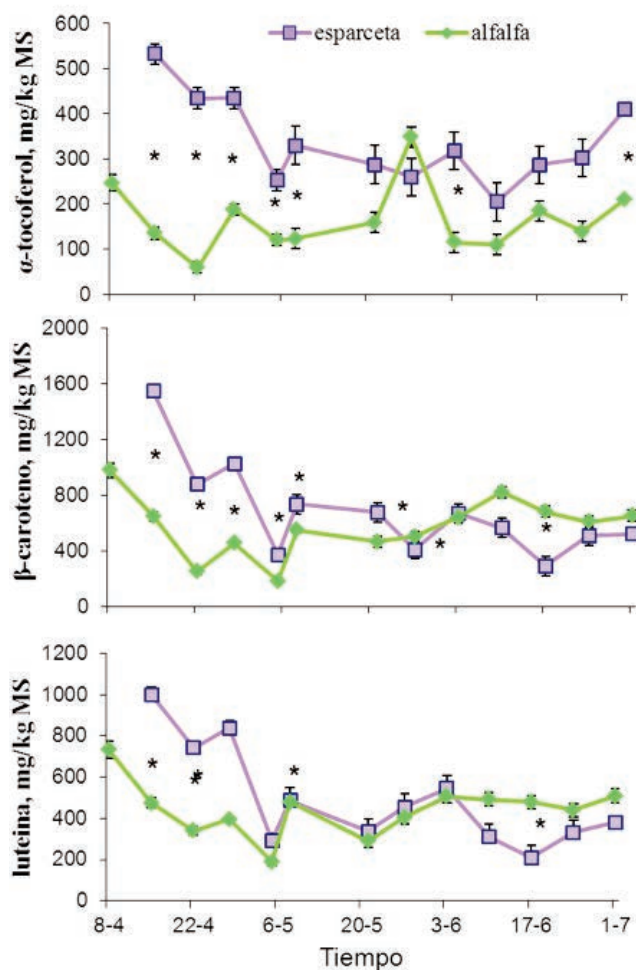 esparceta alfalfa
α-tocoferol, mg/kg MS
600
500
400
300
200
100
0
* * * * * * *
β-caroteno, mg/kg MS
2000
1600
1200
800
400
0
* * * * * * * *
luteina, mg/kg MS
1200
1000
800
600
400
200
0
* * * * *
8-4 22-4 6-5 20-5 3-6 17-6 1-7
Tiempo